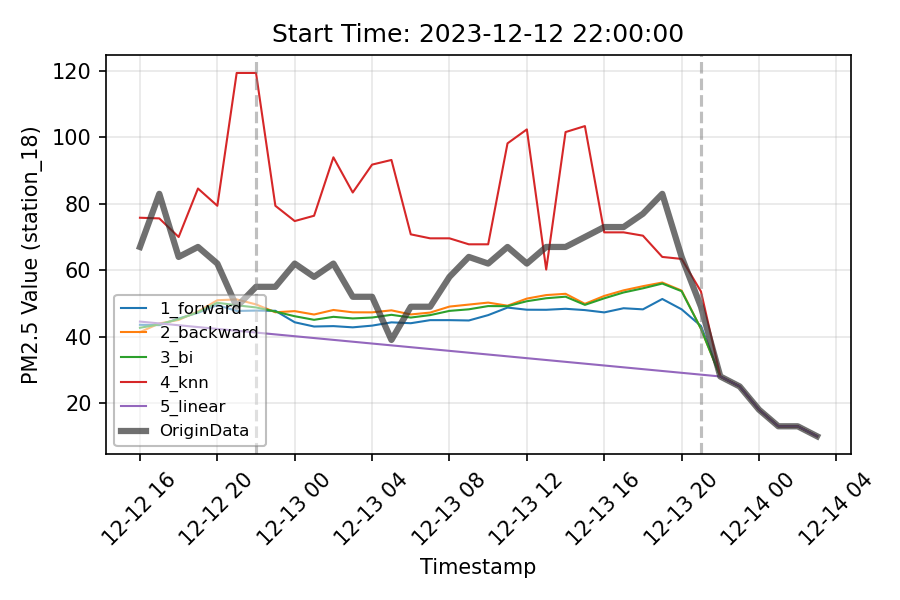 Start Time: 2023-12-12 22:00:00
PM2.5 Value (station_18)
120
100
80
60
40
20
1_forward
2_backward
3_bi
4_knn
5_linear
OriginData
12-12 16
12-12 20
12-13 00
12-13 04
12-13 08
12-13 12
12-13 16
12-13 20
12-14 00
12-14 04
Timestamp